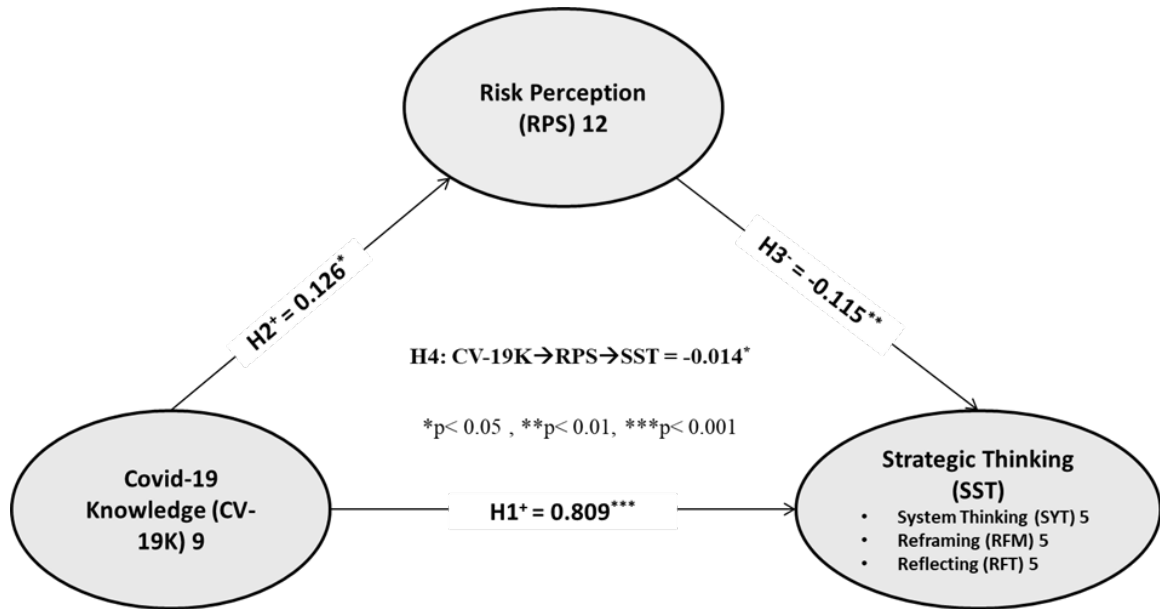 Risk Perception
(RPS) 12
H2⁺ = 0.126*
H3⁻ = -0.115**
H4: CV-19K→RPS→SST = -0.014*
*p< 0.05 , **p< 0.01, ***p< 0.001
Covid-19
Knowledge (CV-
19K) 9
H1⁺ = 0.809***
Strategic Thinking
(SST)
• System Thinking (SYT) 5
• Reframing (RFM) 5
• Reflecting (RFT) 5